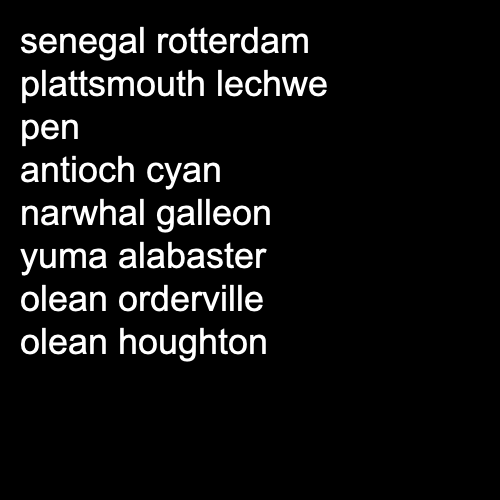 senegal rotterdam
plattsmouth lechwe
pen
antioch cyan
narwhal galleon
yuma alabaster
olean orderville
olean houghton